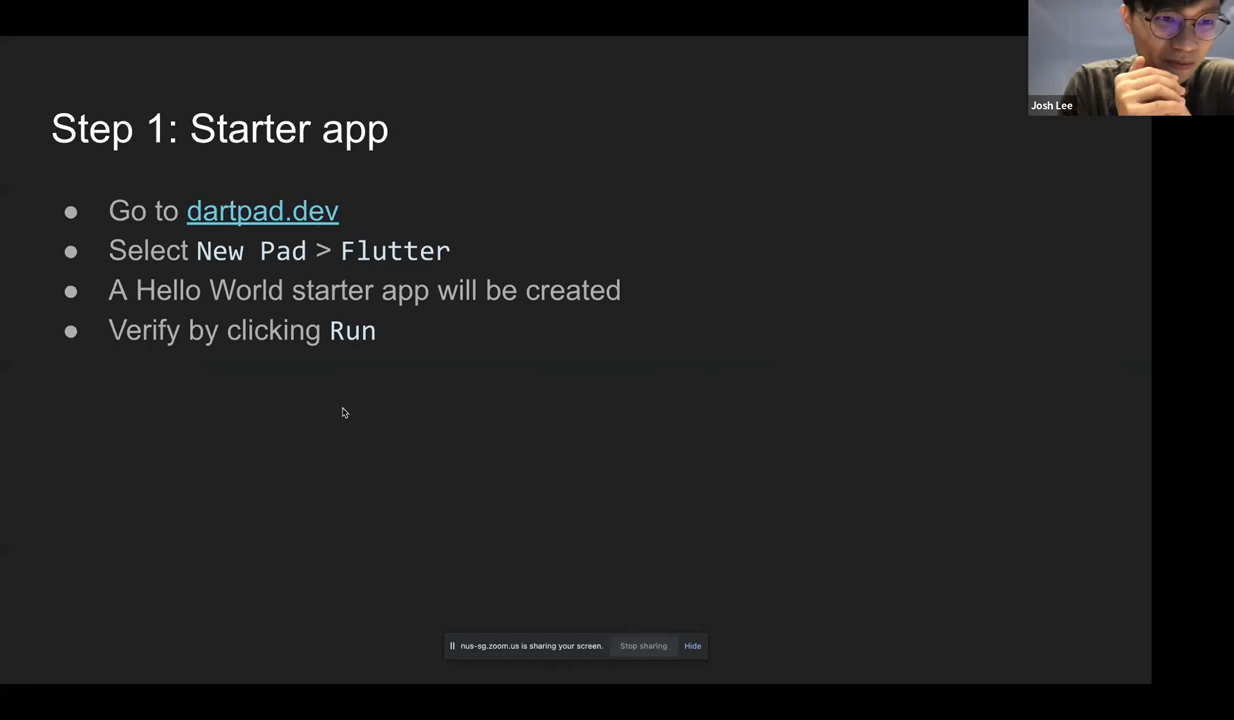 Josh Lee
Step 1: Starter app
● Go to dartpad.dev
● Select New Pad > Flutter
● A Hello World starter app will be created
● Verify by clicking Run
nus-sg.zoom.us is sharing your screen. Stop sharing Hide